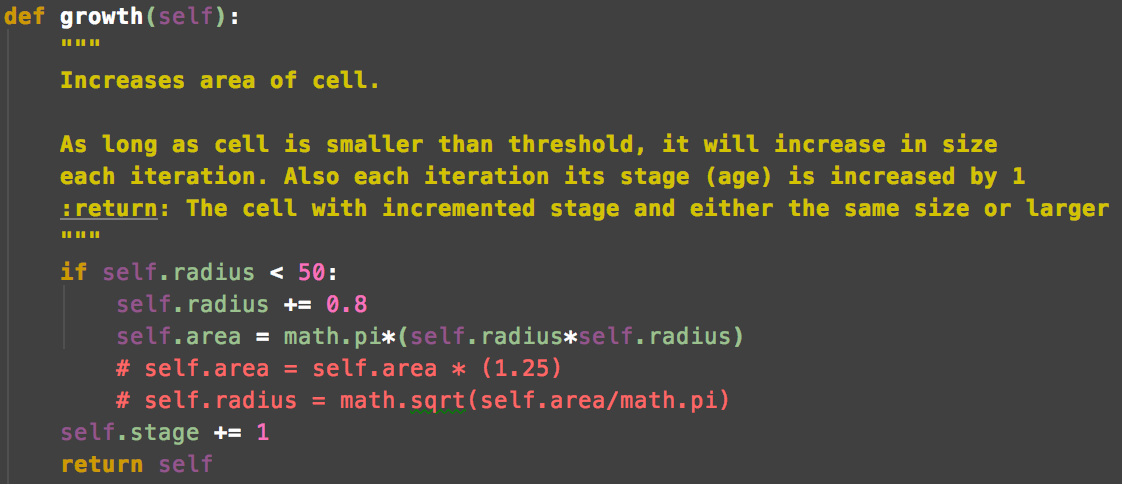 def growth(self):
"""
Increases area of cell.
As long as cell is smaller than threshold, it will increase in size
each iteration. Also each iteration its stage (age) is increased by 1
:return: The cell with incremented stage and either the same size or larger
"""
if self.radius < 50:
self.radius += 0.8
self.area = math.pi*(self.radius*self.radius)
# self.area = self.area * (1.25)
# self.radius = math.sqrt(self.area/math.pi)
self.stage += 1
return self